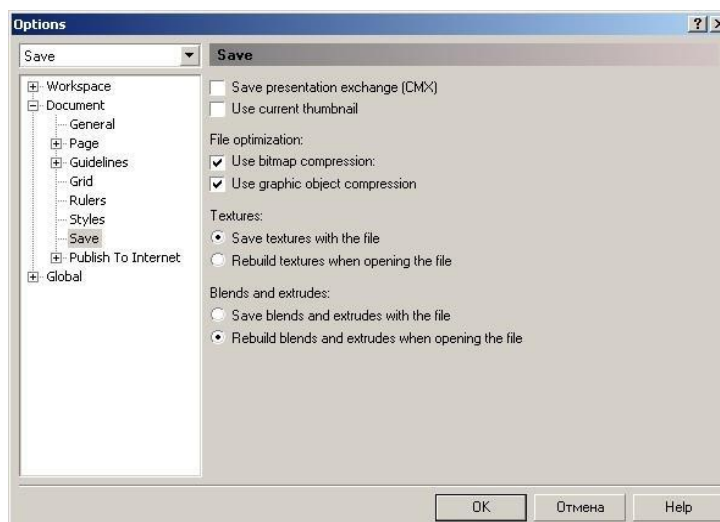 Options
Save
Workspace
Document
General
Page
Guidelines
Grid
Rulers
Styles
Save
Publish To Internet
Global
Save
Save presentation exchange (CMX)
Use current thumbnail
File optimization:
Use bitmap compression:
Use graphic object compression
Textures:
Save textures with the file
Rebuild textures when opening the file
Blends and extrudes:
Save blends and extrudes with the file
Rebuild blends and extrudes when opening the file
OK
Отмена
Help